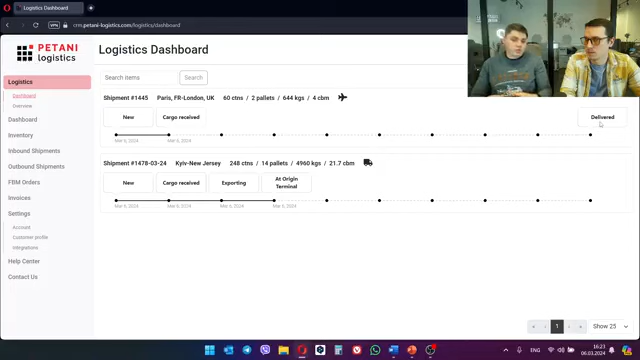 Logistics Dashboard
VPN
crm.petani-logistics.com/logistics/dashboard
PETANI
logistics
Logistics Dashboard
Logistics
Dashboard
Overview
Dashboard
Inventory
Inbound Shipments
Outbound Shipments
FBM Orders
Invoices
Settings
Account
Customer profile
Integrations
Help Center
Contact Us
Search items
Search
Shipment #1445 Paris, FR-London, UK 60 ctns / 2 pallets / 644 kgs / 4 cbm
New
Cargo received
Delivered
Mar 6, 2024
Mar 6, 2024
Shipment #1478-03-24 Kyiv-New Jersey 248 ctns / 14 pallets / 4960 kgs / 21.7 cbm
New
Cargo received
Exporting
At Origin
Terminal
Mar 6, 2024
Mar 6, 2024
Mar 6, 2024
Mar 6, 2024
« ‹ 1 › »
Show 25
ENG
16:23
06.03.2024